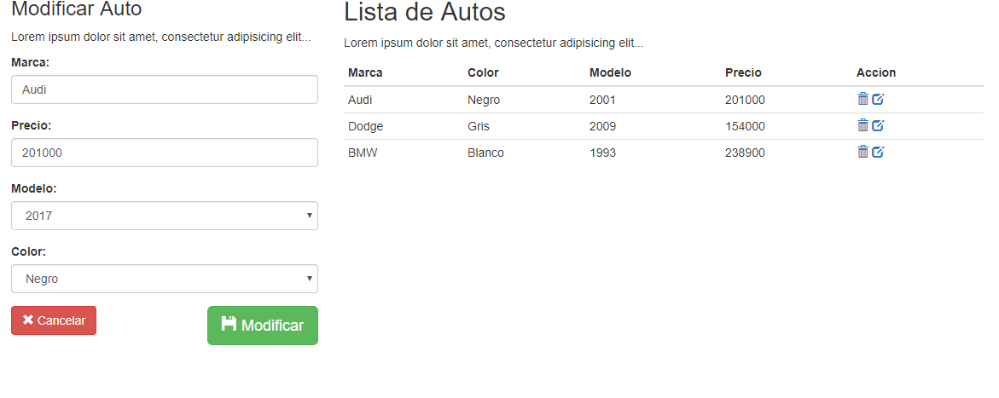 Modificar Auto
Lorem ipsum dolor sit amet, consectetur adipisicing elit...
Marca:
Audi
Precio:
201000
Modelo:
2017
Color:
Negro
Cancelar
Modificar
Lista de Autos
Lorem ipsum dolor sit amet, consectetur adipisicing elit...
Marca Color Modelo Precio Accion
Audi Negro 2001 201000
Dodge Gris 2009 154000
BMW Blanco 1993 238900